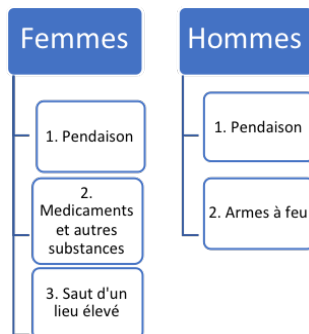 Femmes
1. Pendaison
2.
Medicaments
et autres
substances
3. Saut d'un
lieu élevé
Hommes
1. Pendaison
2. Armes à feu